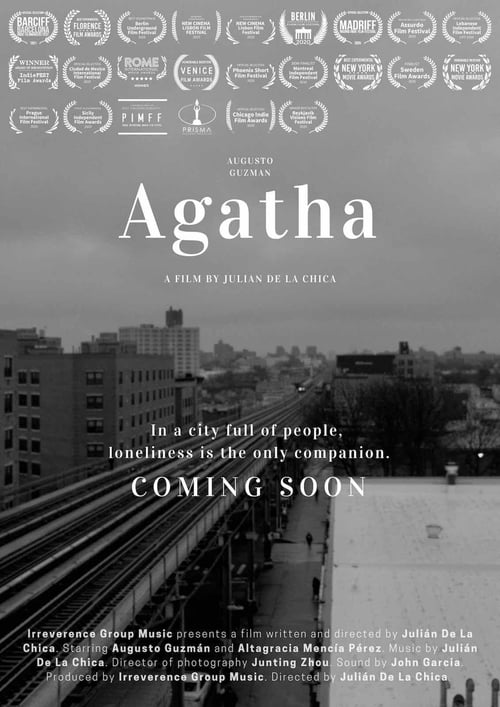 BARCIFF
FLORENCE
FILM AWARDS
Berlin
Underground
Film Festival
NEW CINEMA
LISBON FILM
FESTIVAL
NEW CINEMA
Lisbon Film
Festival
BERLIN
2020
MADRIFF
Assurdo
Film Festival
Lebanese
Independent
Film Festival
WINNER
IndieFEST
Film Awards
International
Film Festival
ROME
WINNER
VENICE
FILM AWARDS
Phoenix Short
Film Festival
Montreal
Independent
Film Festival
NEW YORK
MOVIE AWARDS
Sweden
Film Awards
NEW YORK
MOVIE AWARDS
Prague
International
Film Festival
Sicily
Independent
Film Awards
PIMFF
PRISMA
Chicago Indie
Film Awards
Reykjavik
Visions Film
Festival
AUGUSTO
GUZMAN
Agatha
A FILM BY JULIAN DE LA CHICA
In a city full of people,
loneliness is the only companion.
COMING SOON
Irreverence Group Music presents a film written and directed by Julián De La
Chica. Starring Augusto Guzmán and Altagracia Mencía Pérez. Music by Julián
De La Chica. Director of photography Junting Zhou. Sound by John García.
Produced by Irreverence Group Music. Directed by Julián De La Chica.